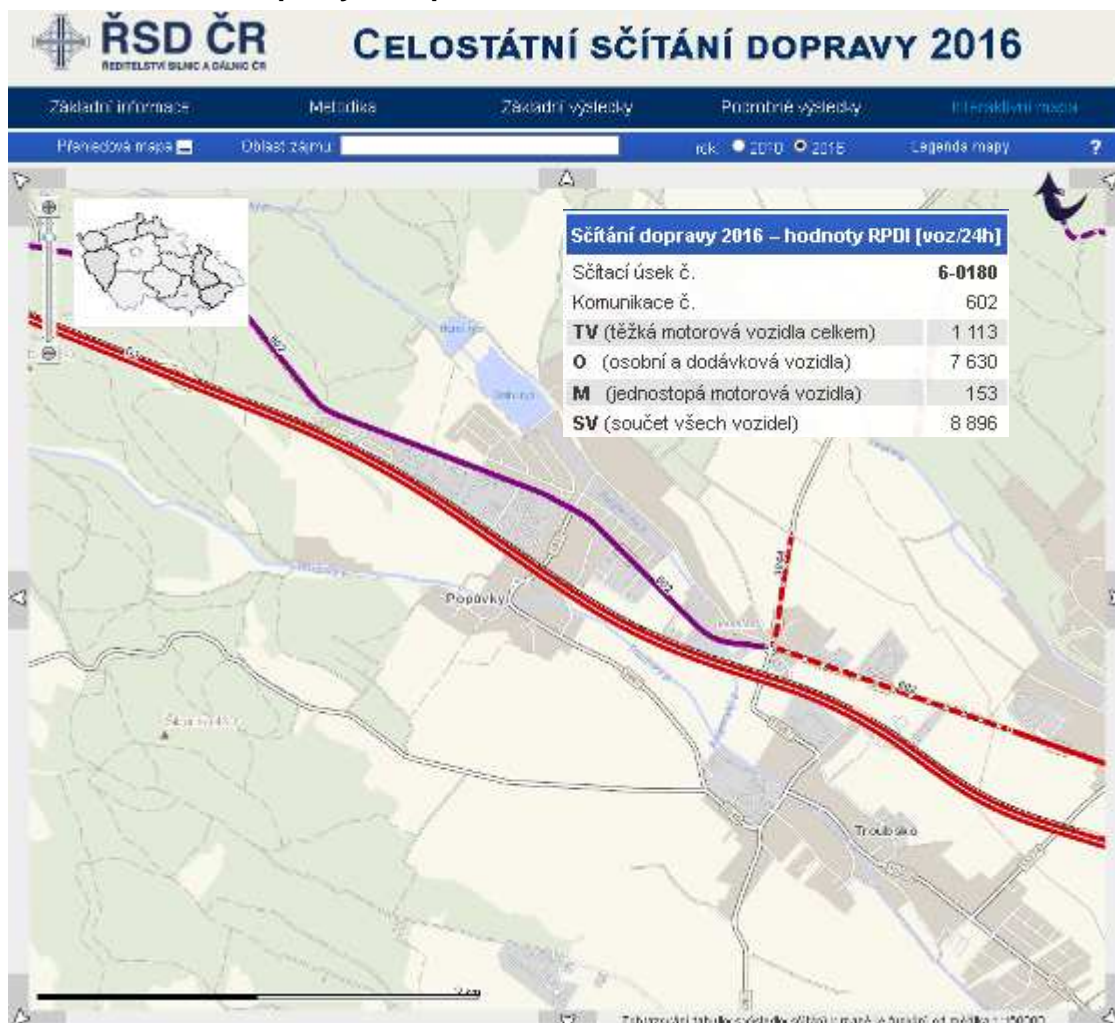 ŘSD ČR
ŘEDITELSTVÍ SILNIC A DÁLNIC ČR
CELOSTÁTNÍ SČÍTÁNÍ DOPRAVY 2016
Základní informace Metodika Základní výsledky Podrobné výsledky Interaktivní mapa
Přehledová mapa Oblast zájmu: rok: 2010 2016 Legenda mapy ?
Sčítání dopravy 2016 – hodnoty RPDI [voz/24h]
Sčítací úsek č. 6-0180
Komunikace č. 602
TV (těžká motorová vozidla celkem) 1 113
O (osobní a dodávková vozidla) 7 630
M (jednostopá motorová vozidla) 153
SV (součet všech vozidel) 8 896
602
602
Popůvky
602
Troubsko